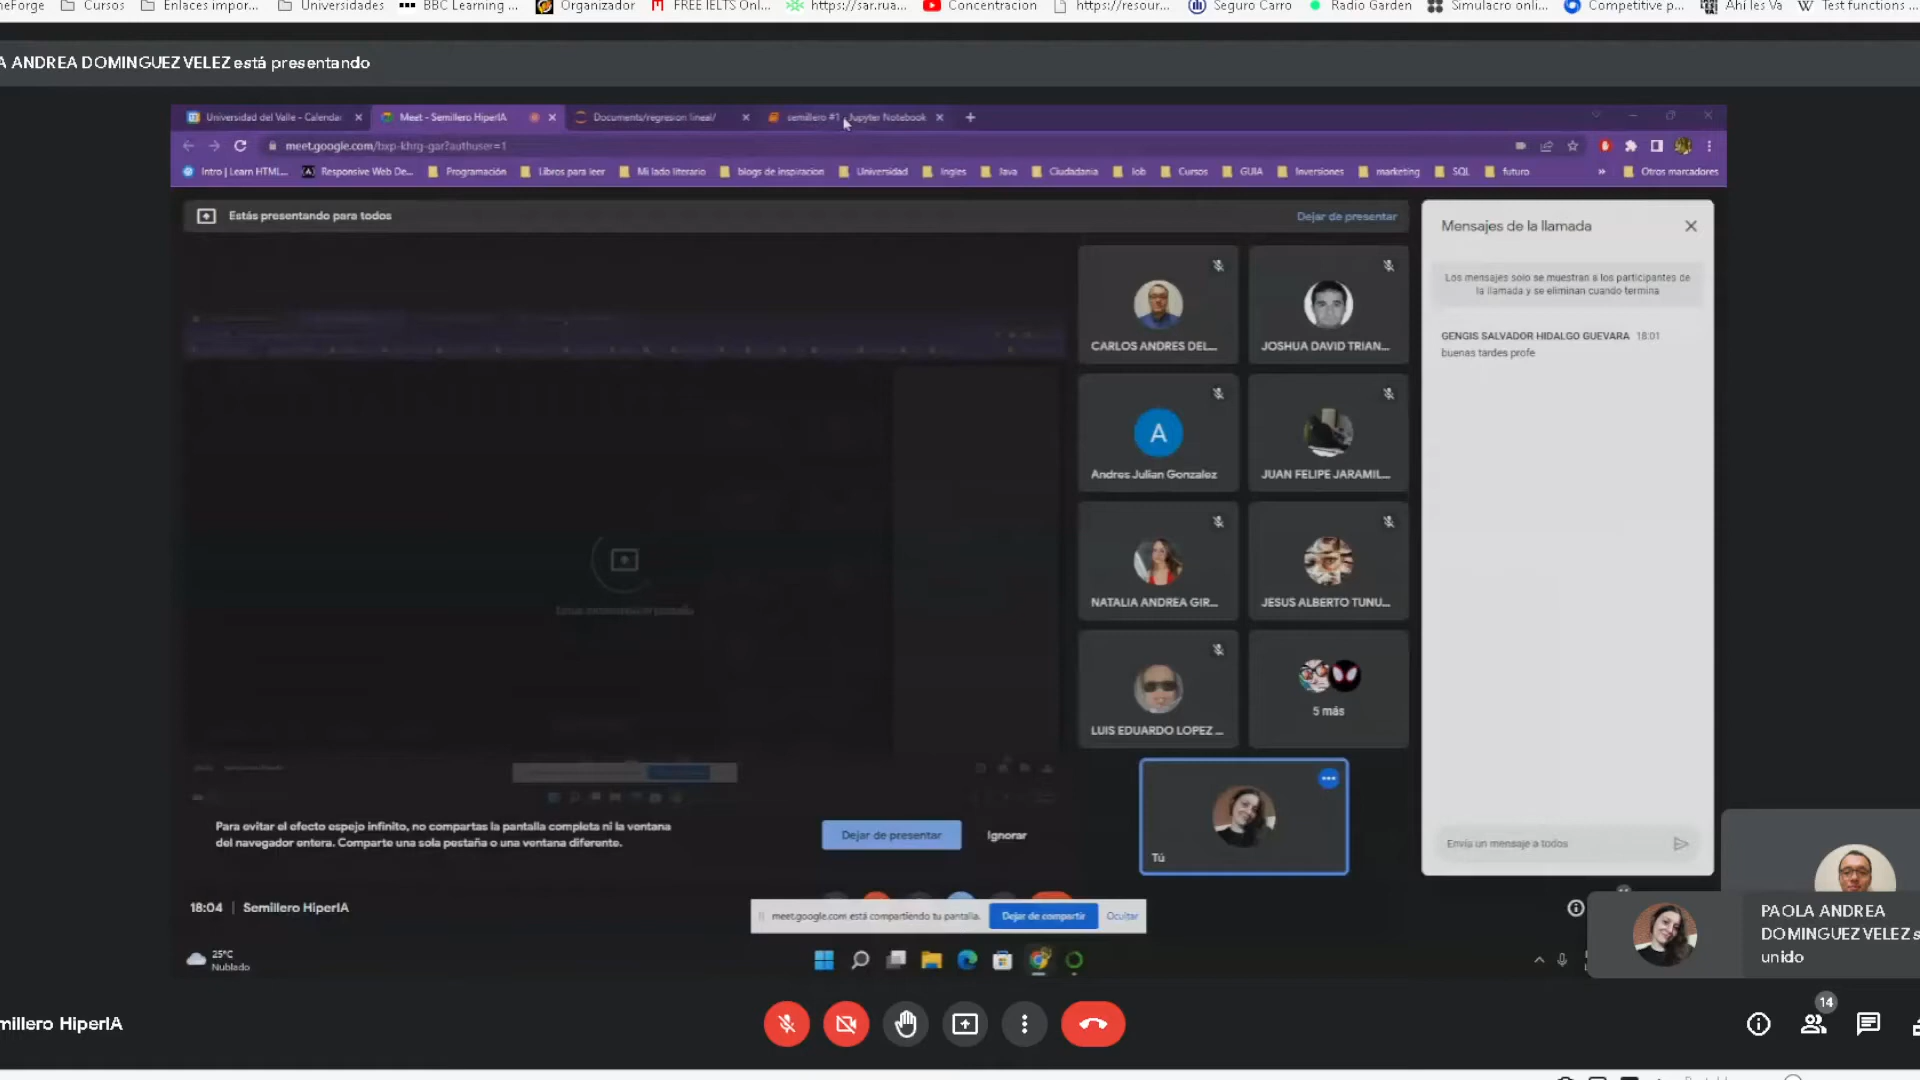 neForge Cursos Enlaces impor... Universidades BBC Learning ... Organizador FREE IELTS Onl... https://sar.rua... Concentracion https://resour... Seguro Carro Radio Garden Simulacro onli... Competitive p... Ahí les Va Test functions ...
A ANDREA DOMINGUEZ VELEZ está presentando
Universidad del Valle - Calendar Meet - Semillero HiperIA Documents/regresion lineal/ semillero #1 - Jupyter Notebook
meet.google.com/bxp-khrg-gar?authuser=1
Intro | Learn HTML... Responsive Web De... Programación Libros para leer Mi lado literario blogs de inspiracion Universidad Ingles Java Ciudadania Job Cursos GUIA Inversiones marketing SQL futuro » Otros marcadores
Estás presentando para todos
Dejar de presentar
Mensajes de la llamada
Los mensajes solo se muestran a los participantes de
la llamada y se eliminan cuando termina
GENGIS SALVADOR HIDALGO GUEVARA 18:01
buenas tardes profe
CARLOS ANDRES DEL...
JOSHUA DAVID TRIAN...
A
Andres Julian Gonzalez
JUAN FELIPE JARAMIL...
NATALIA ANDREA GIR...
JESUS ALBERTO TUNU...
LUIS EDUARDO LOPEZ ...
5 más
Tú
Para evitar el efecto espejo infinito, no compartas la pantalla completa ni la ventana
del navegador entera. Comparte una sola pestaña o una ventana diferente.
Dejar de presentar
Ignorar
Envía un mensaje a todos
18:04 | Semillero HiperIA
meet.google.com está compartiendo tu pantalla.
Dejar de compartir
Ocultar
25°C
Nublado
PAOLA ANDREA
DOMINGUEZ VELEZ s
unido
millero HiperIA
14